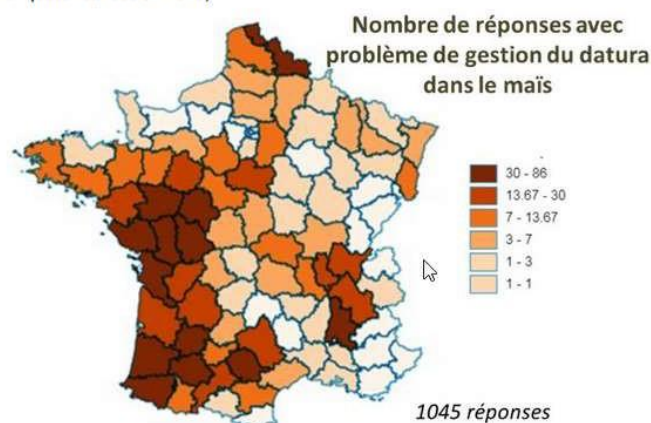 Nombre de réponses avec
problème de gestion du datura
dans le maïs
30 - 86
13.67 - 30
7 - 13.67
3 - 7
1 - 3
1 - 1
1045 réponses